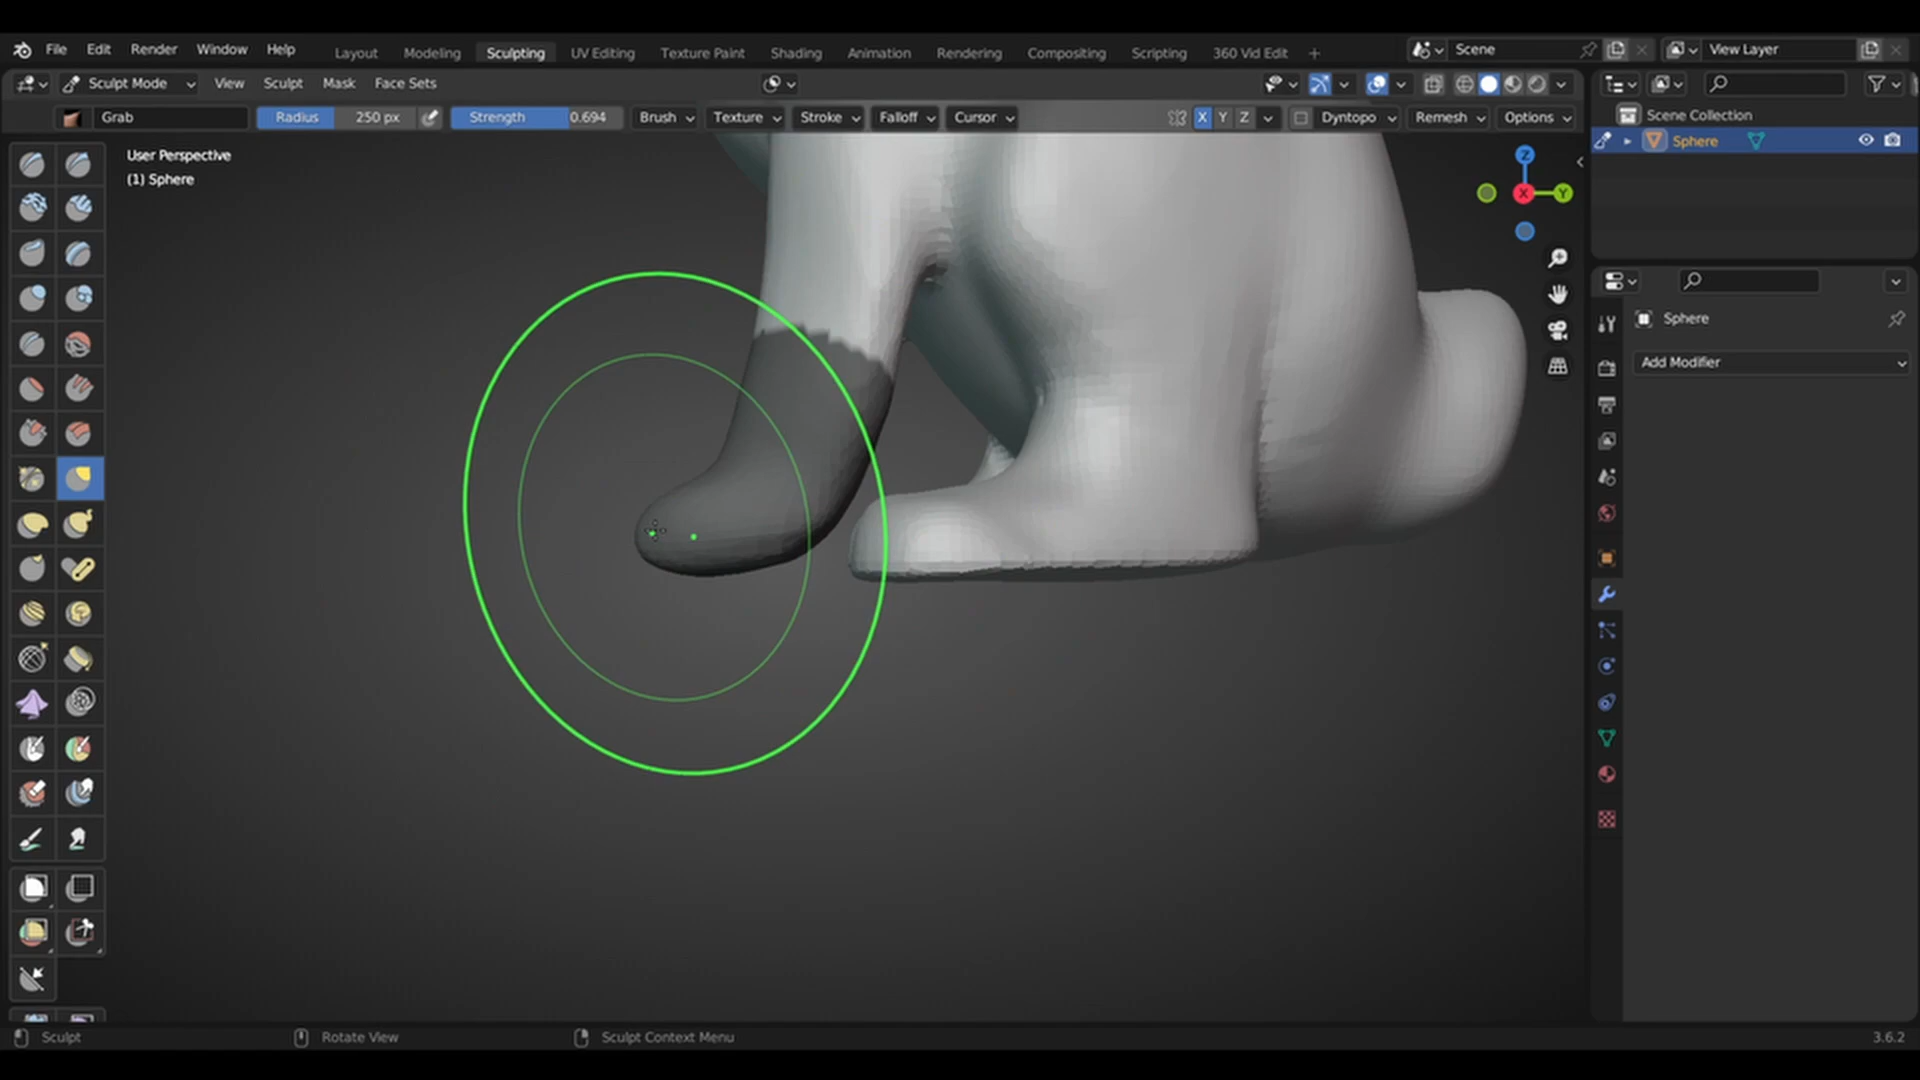 File Edit Render Window Help Layout Modeling Sculpting UV Editing Texture Paint Shading Animation Rendering Compositing Scripting 360 Vid Edit + Scene View Layer
Sculpt Mode View Sculpt Mask Face Sets
Grab Radius 250 px Strength 0.694 Brush Texture Stroke Falloff Cursor X Y Z Dyntopo Remesh Options
Scene Collection
Sphere
User Perspective
(1) Sphere
Z
X Y
Sphere
Add Modifier
Sculpt Rotate View Sculpt Context Menu 3.6.2